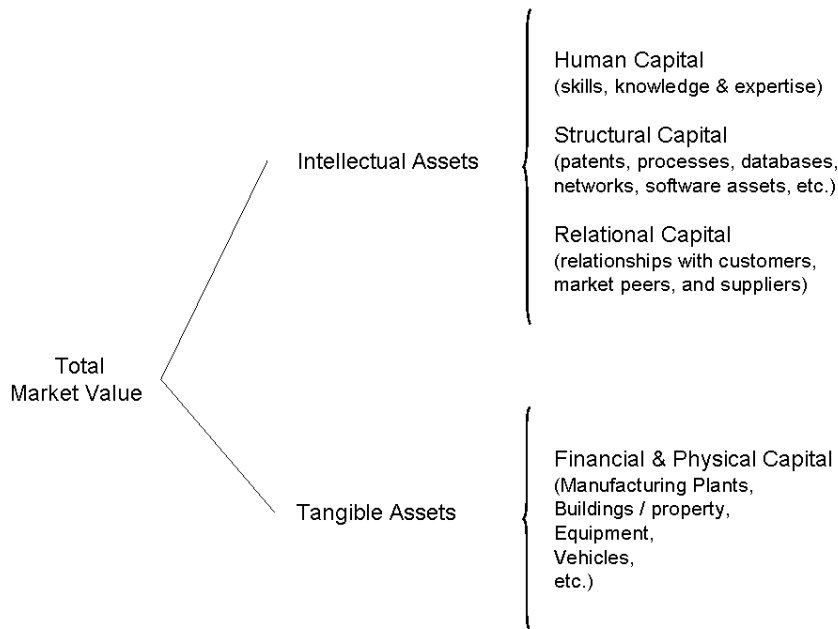 Human Capital
(skills, knowledge & expertise)
Structural Capital
(patents, processes, databases,
networks, software assets, etc.)
Relational Capital
(relationships with customers,
market peers, and suppliers)
Intellectual Assets
Total
Market Value
Tangible Assets
Financial & Physical Capital
(Manufacturing Plants,
Buildings / property,
Equipment,
Vehicles,
etc.)